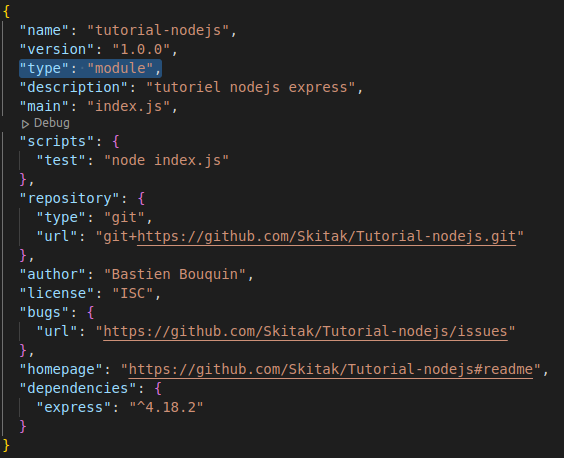 {
"name": "tutorial-nodejs",
"version": "1.0.0",
"type": "module",
"description": "tutoriel nodejs express",
"main": "index.js",
Debug
"scripts": {
"test": "node index.js"
},
"repository": {
"type": "git",
"url": "git+https://github.com/Skitak/Tutorial-nodejs.git"
},
"author": "Bastien Bouquin",
"license": "ISC",
"bugs": {
"url": "https://github.com/Skitak/Tutorial-nodejs/issues"
},
"homepage": "https://github.com/Skitak/Tutorial-nodejs#readme",
"dependencies": {
"express": "^4.18.2"
}
}